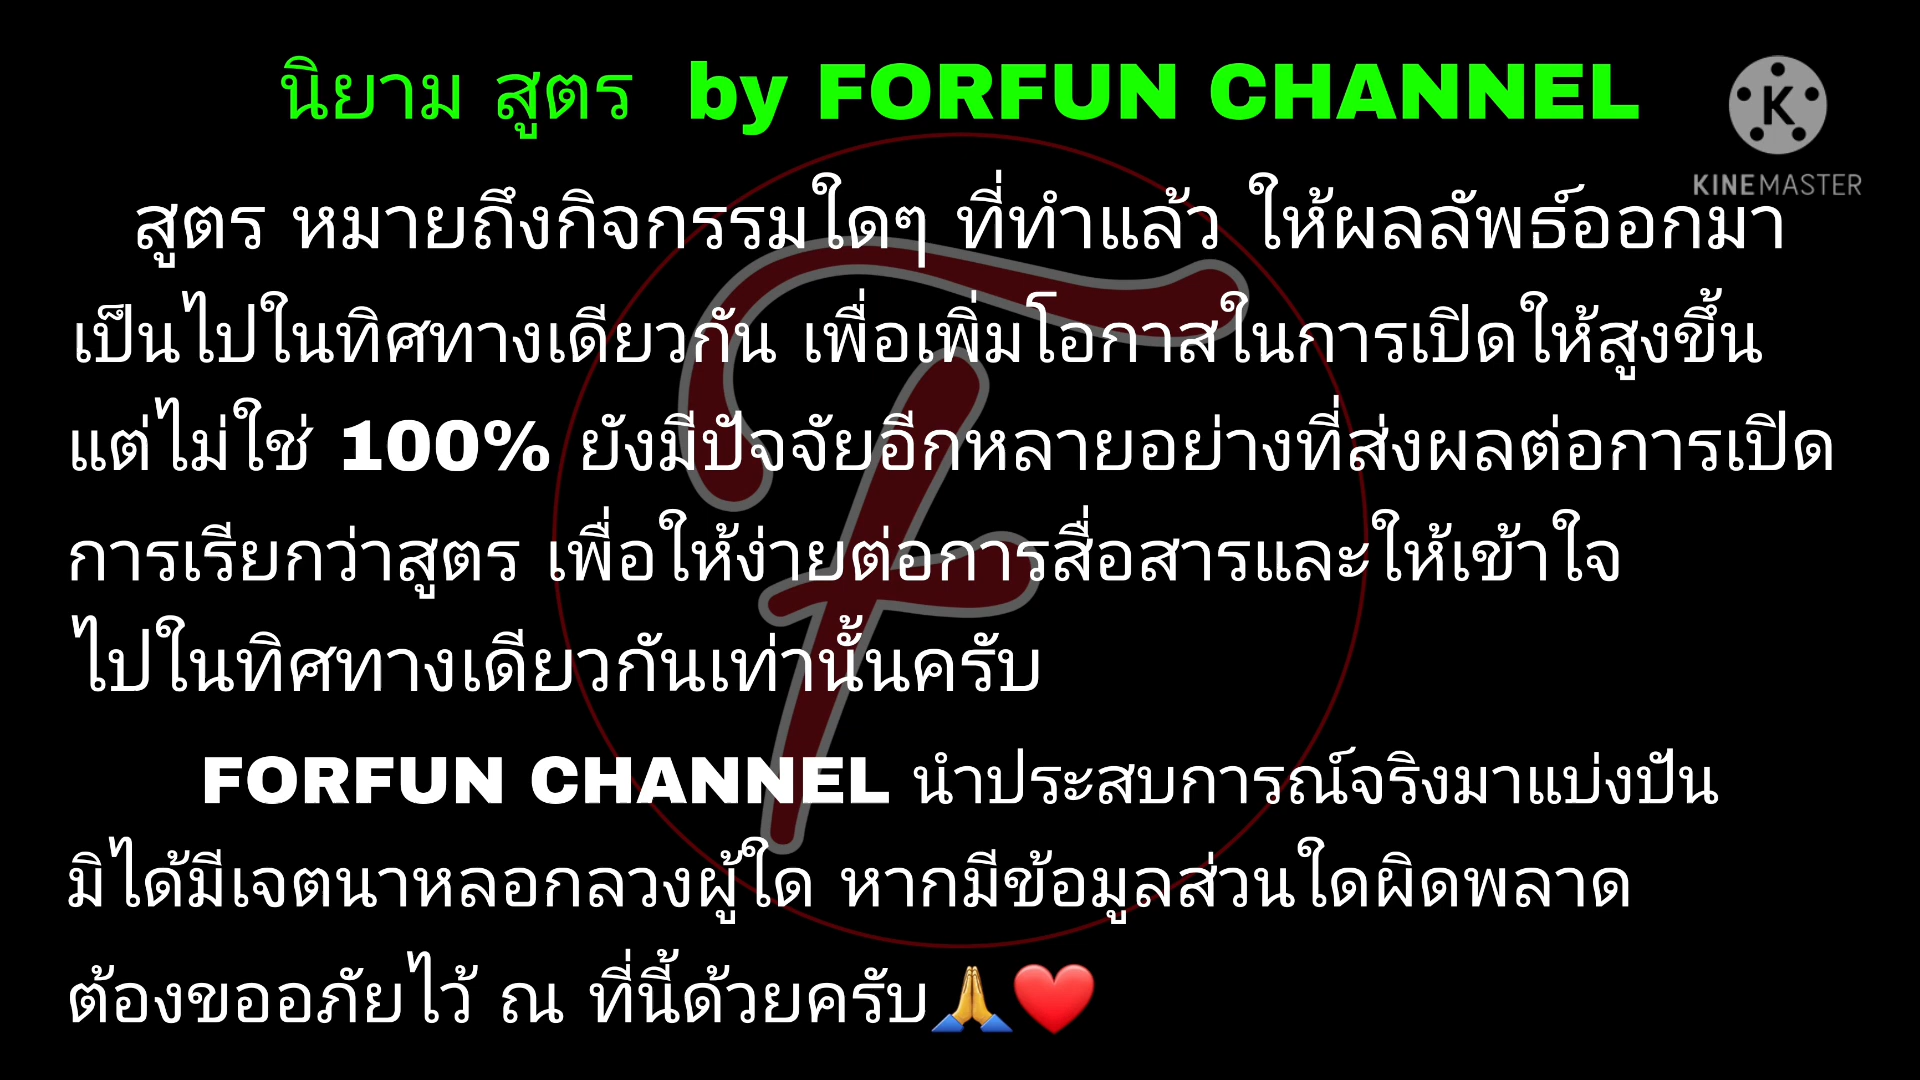 นิยาม สูตร by FORFUN CHANNEL
KINEMASTER
สูตร หมายถึงกิจกรรมใดๆ ที่ทำแล้ว ให้ผลลัพธ์ออกมา
เป็นไปในทิศทางเดียวกัน เพื่อเพิ่มโอกาสในการเปิดให้สูงขึ้น
แต่ไม่ใช่ 100% ยังมีปัจจัยอีกหลายอย่างที่ส่งผลต่อการเปิด
การเรียกว่าสูตร เพื่อให้ง่ายต่อการสื่อสารและให้เข้าใจ
ไปในทิศทางเดียวกันเท่านั้นครับ
FORFUN CHANNEL นำประสบการณ์จริงมาแบ่งปัน
มิได้มีเจตนาหลอกลวงผู้ใด หากมีข้อมูลส่วนใดผิดพลาด
ต้องขออภัยไว้ ณ ที่นี้ด้วยครับ🙏❤️